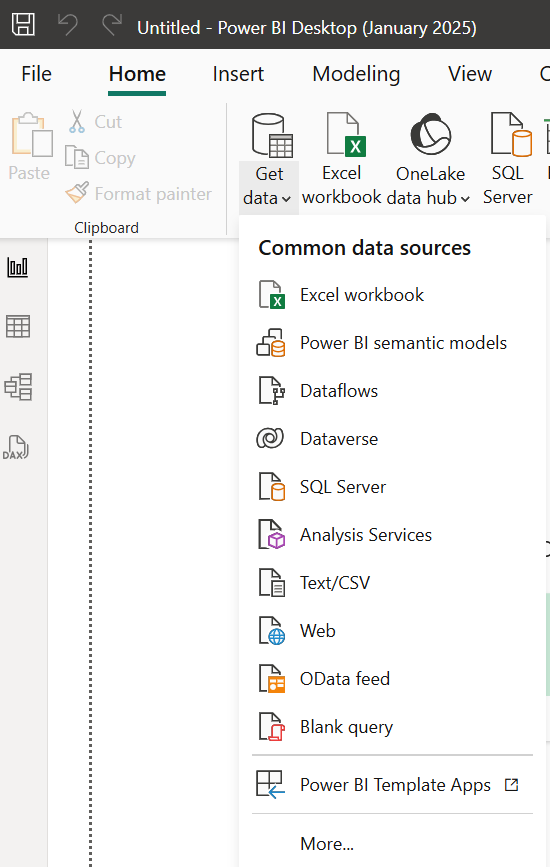 Untitled - Power BI Desktop (January 2025)
File Home Insert Modeling View
Paste
Cut
Copy
Format painter
Clipboard
Get data
Excel workbook
OneLake data hub
SQL Server
DAX
Common data sources
Excel workbook
Power BI semantic models
Dataflows
Dataverse
SQL Server
Analysis Services
Text/CSV
Web
OData feed
Blank query
Power BI Template Apps
More...